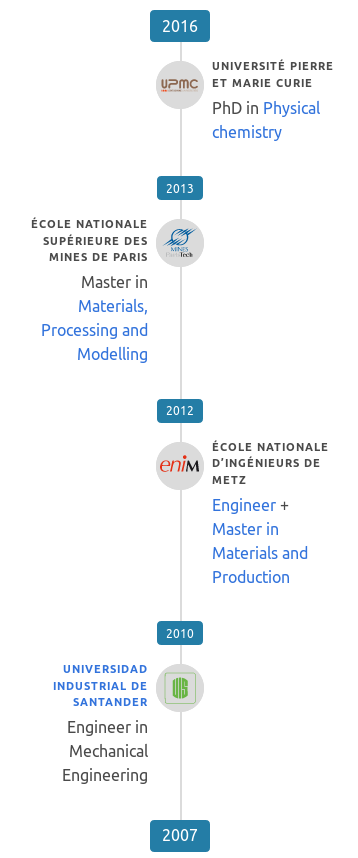 2016
UNIVERSITÉ PIERRE
ET MARIE CURIE
UPMC
PhD in Physical
chemistry
2013
ÉCOLE NATIONALE
SUPÉRIEURE DES
MINES DE PARIS
MINES
ParisTech
Master in
Materials,
Processing and
Modelling
2012
ÉCOLE NATIONALE
D'INGÉNIEURS DE
METZ
enim
Engineer +
Master in
Materials and
Production
2010
UNIVERSIDAD
INDUSTRIAL DE
SANTANDER
UIS
Engineer in
Mechanical
Engineering
2007